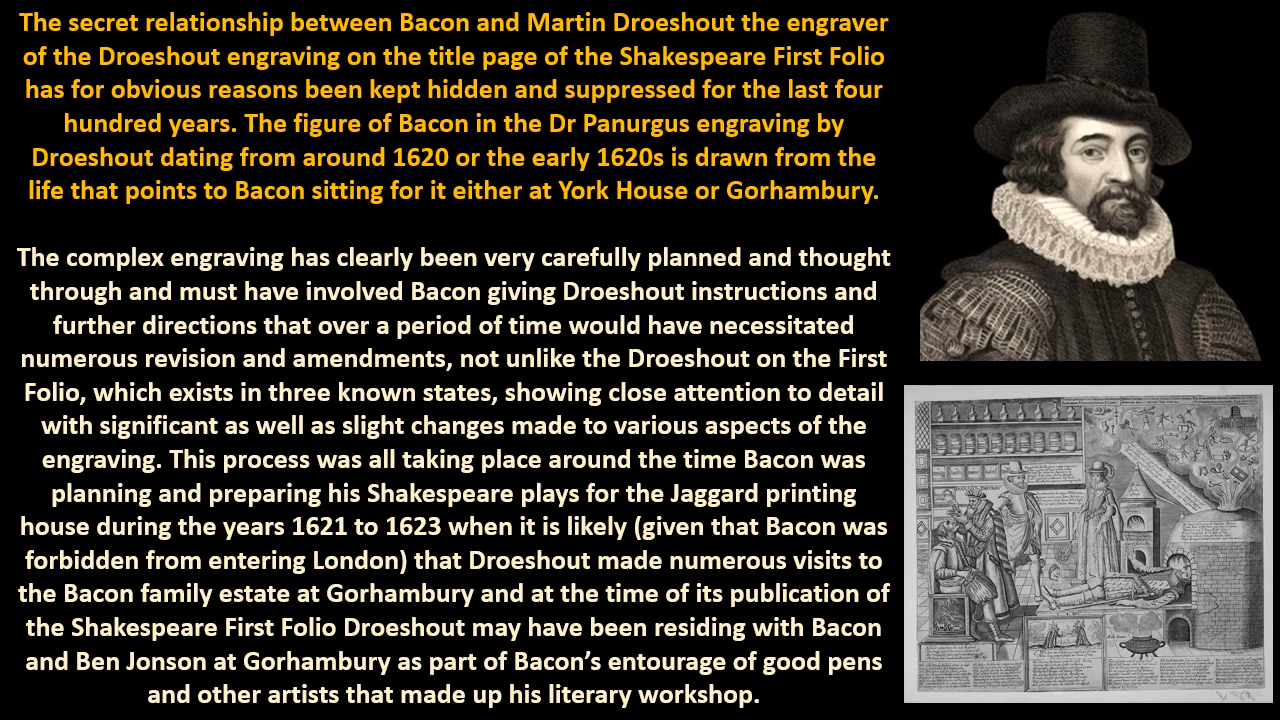 The secret relationship between Bacon and Martin Droeshout the engraver
of the Droeshout engraving on the title page of the Shakespeare First Folio
has for obvious reasons been kept hidden and suppressed for the last four
hundred years. The figure of Bacon in the Dr Panurgus engraving by
Droeshout dating from around 1620 or the early 1620s is drawn from the
life that points to Bacon sitting for it either at York House or Gorhambury.
The complex engraving has clearly been very carefully planned and thought
through and must have involved Bacon giving Droeshout instructions and
further directions that over a period of time would have necessitated
numerous revision and amendments, not unlike the Droeshout on the First
Folio, which exists in three known states, showing close attention to detail
with significant as well as slight changes made to various aspects of the
engraving. This process was all taking place around the time Bacon was
planning and preparing his Shakespeare plays for the Jaggard printing
house during the years 1621 to 1623 when it is likely (given that Bacon was
forbidden from entering London) that Droeshout made numerous visits to
the Bacon family estate at Gorhambury and at the time of its publication of
the Shakespeare First Folio Droeshout may have been residing with Bacon
and Ben Jonson at Gorhambury as part of Bacon’s entourage of good pens
and other artists that made up his literary workshop.